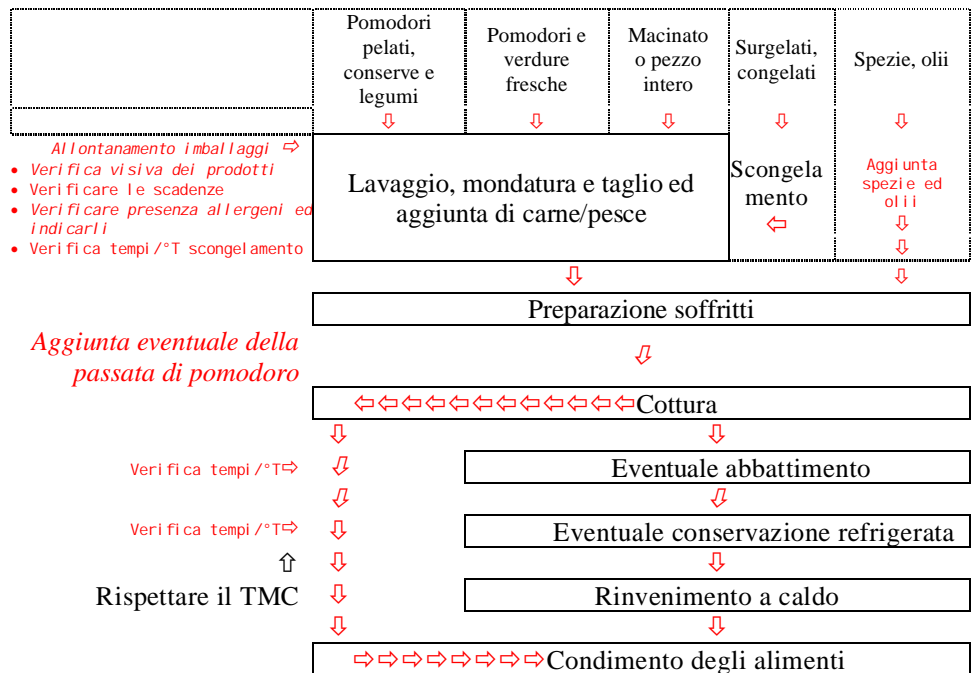 Pomodori
pelati,
conserve e
legumi
Pomodori e
verdure
fresche
Macinato
o pezzo
intero
Surgelati,
congelati
Spezie, olii
⇩ ⇩ ⇩ ⇩ ⇩
Allontanamento imballaggi ⇨
• Verifica visiva dei prodotti
• Verificare le scadenze
• Verificare presenza allergeni ed
indicarli
• Verifica tempi/°T scongelamento
Lavaggio, mondatura e taglio ed
aggiunta di carne/pesce
Scongela
mento
⇦
Aggiunta
spezie ed
olii
⇩
⇩
⇩ ⇩
Preparazione soffritti
Aggiunta eventuale della
passata di pomodoro
⇩
⇦⇦⇦⇦⇦⇦⇦⇦⇦⇦⇦⇦Cottura
⇩ ⇩
Verifica tempi/°T⇨ ⇩ Eventuale abbattimento
⇩ ⇩
Verifica tempi/°T⇨ ⇩ Eventuale conservazione refrigerata
⇧ ⇩ ⇩
Rispettare il TMC ⇩ Rinvenimento a caldo
⇩ ⇩
⇨⇨⇨⇨⇨⇨⇨⇨Condimento degli alimenti